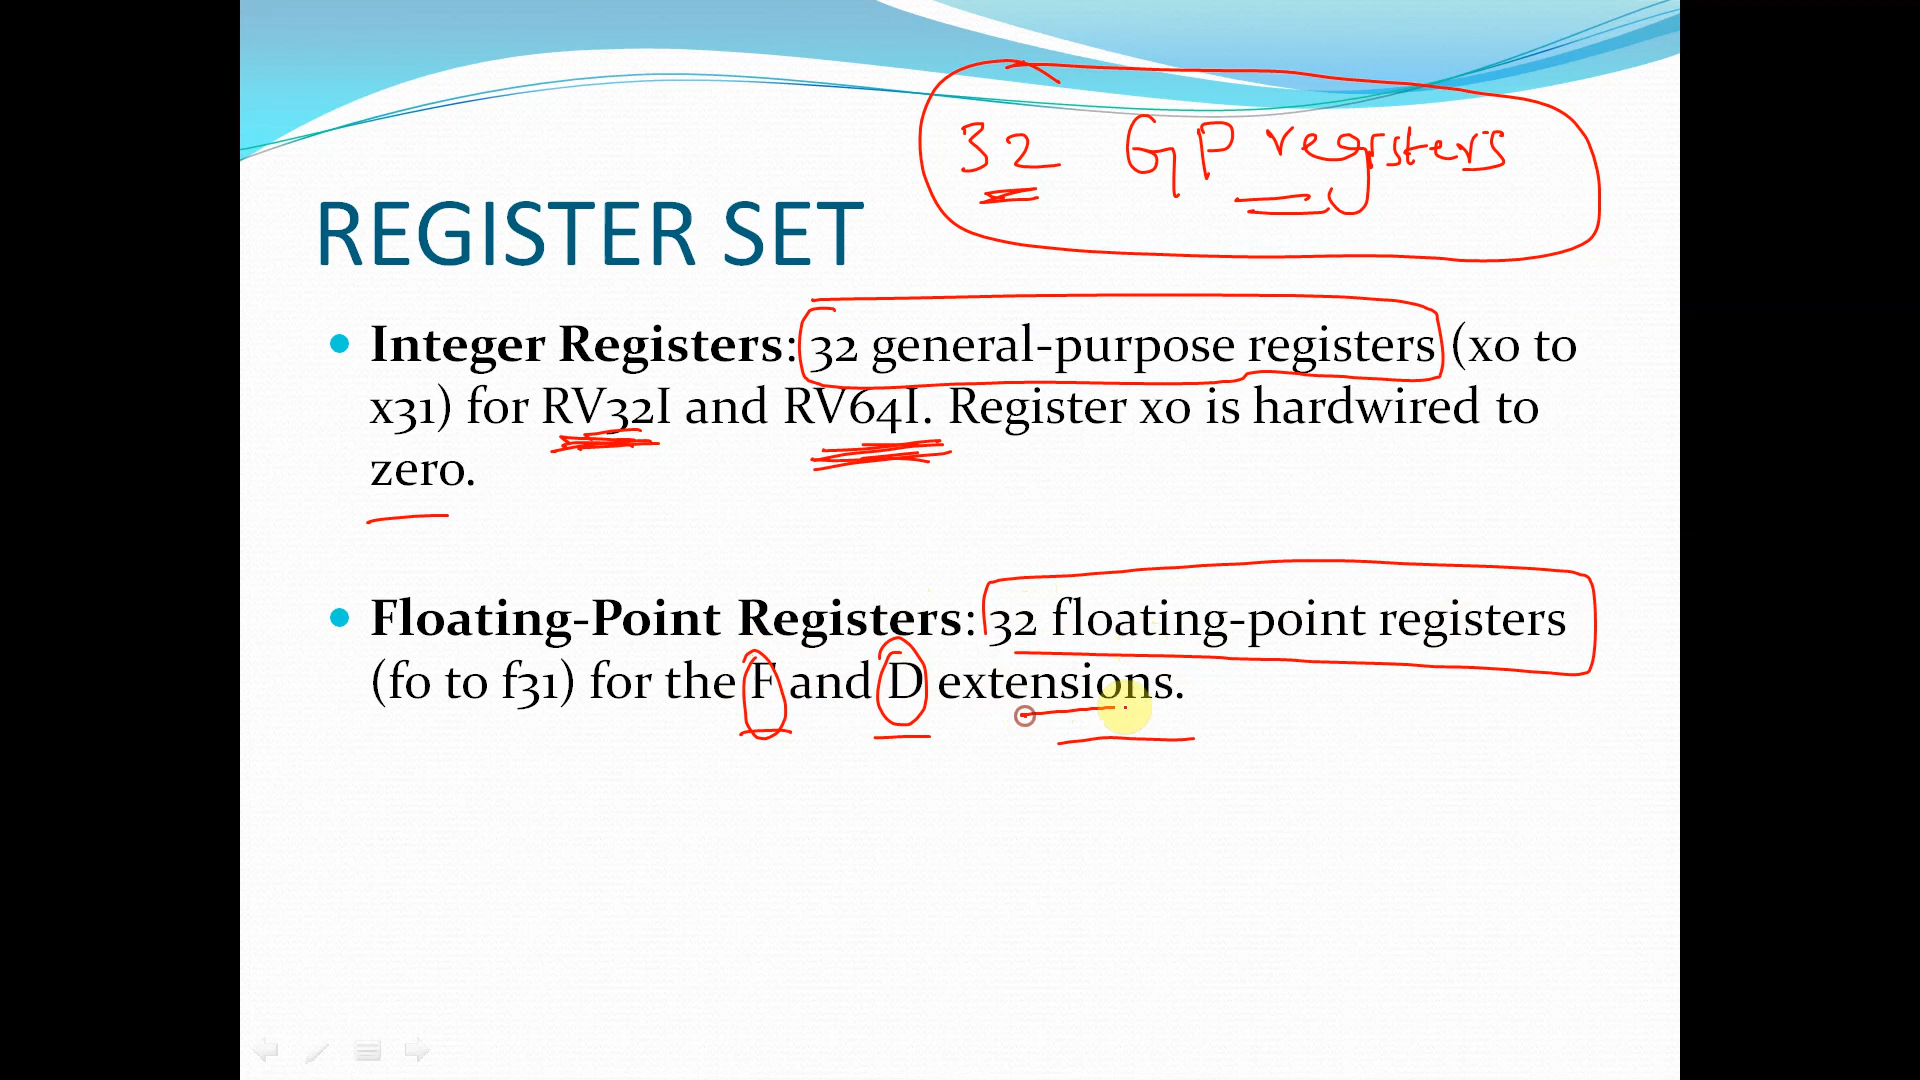 32 GP registers
REGISTER SET
Integer Registers: 32 general-purpose registers (x0 to
x31) for RV32I and RV64I. Register x0 is hardwired to
zero.
Floating-Point Registers: 32 floating-point registers
(f0 to f31) for the F and D extensions.